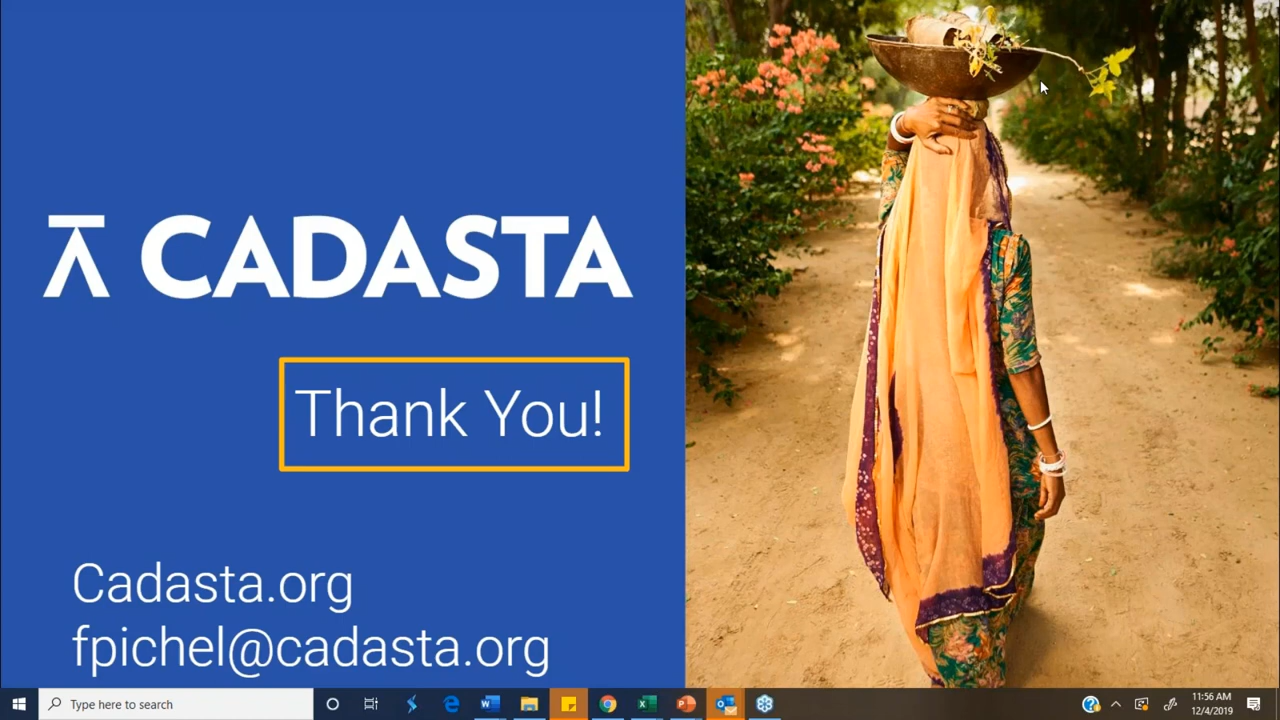 CADASTA
Thank You!
Cadasta.org
fpichel@cadasta.org
Type here to search
11:56 AM
12/4/2019